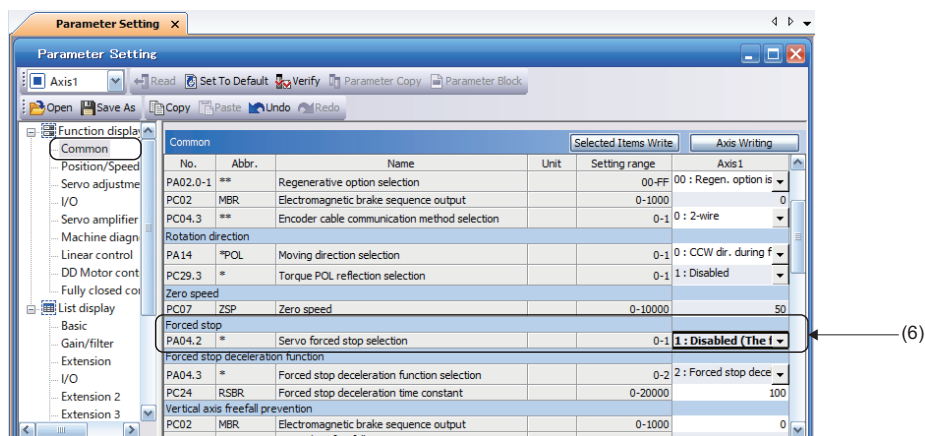 Parameter Setting ×
Parameter Setting
Axis1 Read Set To Default Verify Parameter Copy Parameter Block
Open Save As Copy Paste Undo Redo
Function display
Common
Position/Speed
Servo adjustme
I/O
Servo amplifier
Machine diagn
Linear control
DD Motor cont
Fully closed co
List display
Basic
Gain/filter
Extension
I/O
Extension 2
Extension 3
Common Selected Items Write Axis Writing
No. Abbr. Name Unit Setting range Axis1
PA02.0-1 ** Regenerative option selection 00-FF 00 : Regen. option is
PC02 MBR Electromagnetic brake sequence output 0-1000 0
PC04.3 ** Encoder cable communication method selection 0-1 0 : 2-wire
Rotation direction
PA14 *POL Moving direction selection 0-1 0 : CCW dir. during f
PC29.3 * Torque POL reflection selection 0-1 1 : Disabled
Zero speed
PC07 ZSP Zero speed 0-10000 50
Forced stop
PA04.2 * Servo forced stop selection 0-1 1 : Disabled (The f
Forced stop deceleration function
PA04.3 * Forced stop deceleration function selection 0-2 2 : Forced stop dece
PC24 RSBR Forced stop deceleration time constant 0-20000 100
Vertical axis freefall prevention
PC02 MBR Electromagnetic brake sequence output 0-1000 0
(6)